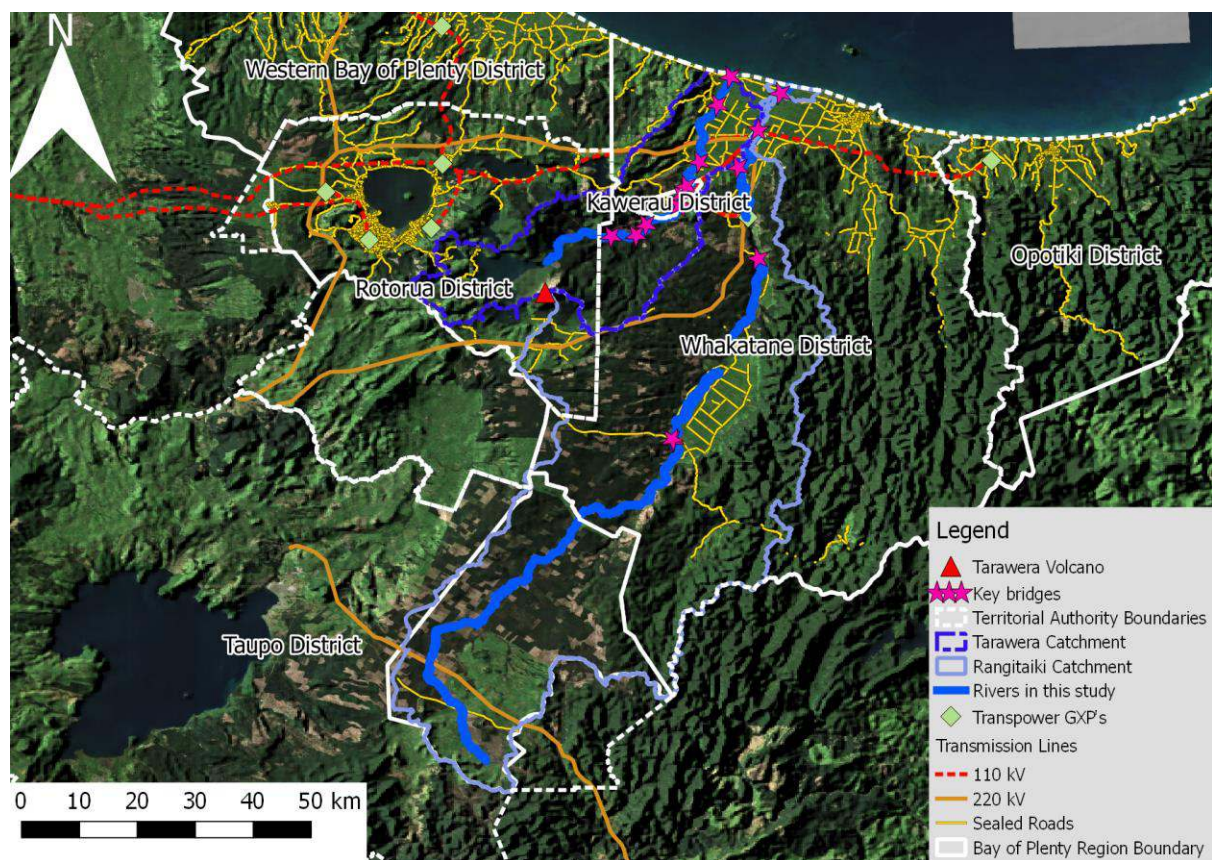 N
Western Bay of Plenty District
Kawerau District
Opotiki District
Rotorua District
Whakatane District
Taupo District
0 10 20 30 40 50 km
Legend
Tarawera Volcano
Key bridges
Territorial Authority Boundaries
Tarawera Catchment
Rangitaiki Catchment
Rivers in this study
Transpower GXP's
Transmission Lines
110 kV
220 kV
Sealed Roads
Bay of Plenty Region Boundary